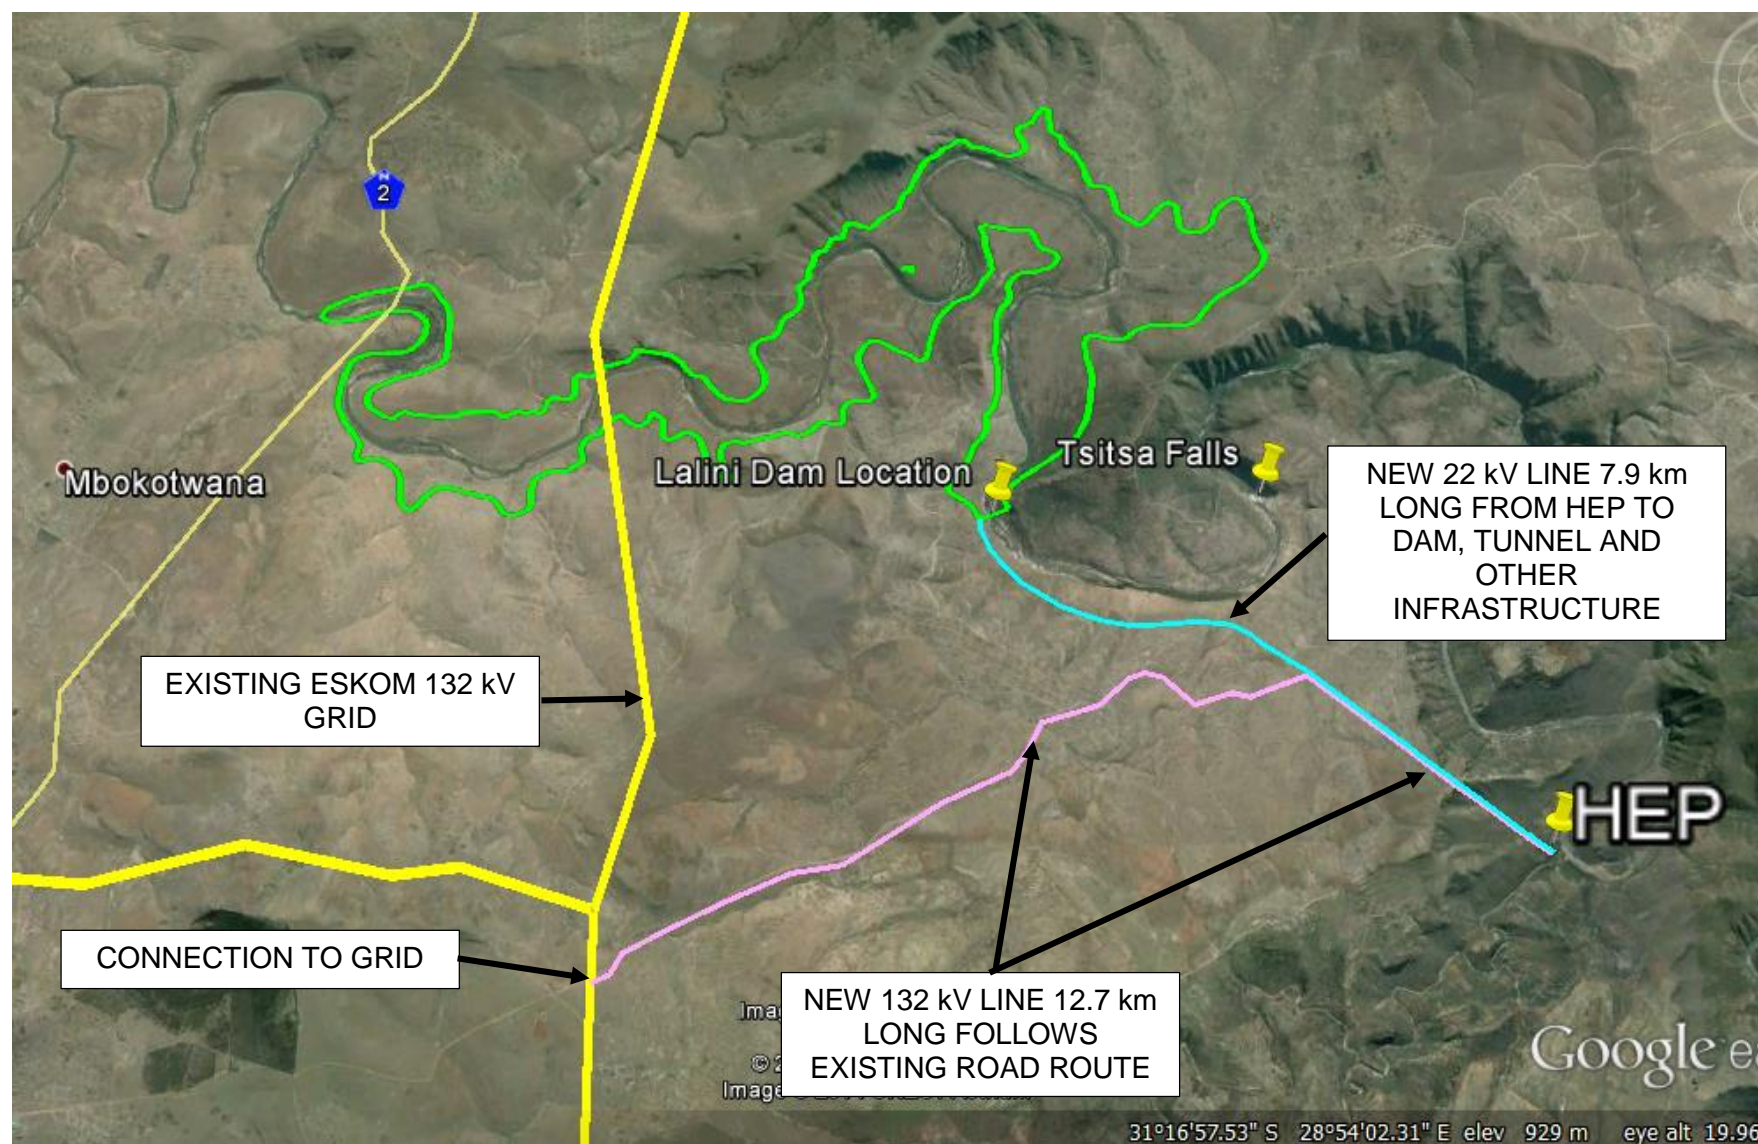 N
2
Mbokotwana
Lalini Dam Location
Tsitsa Falls
NEW 22 kV LINE 7.9 km
LONG FROM HEP TO
DAM, TUNNEL AND
OTHER
INFRASTRUCTURE
EXISTING ESKOM 132 kV
GRID
HEP
CONNECTION TO GRID
NEW 132 kV LINE 12.7 km
LONG FOLLOWS
EXISTING ROAD ROUTE
Google
31°16'57.53" S 28°54'02.31" E elev 929 m eye alt 19.96